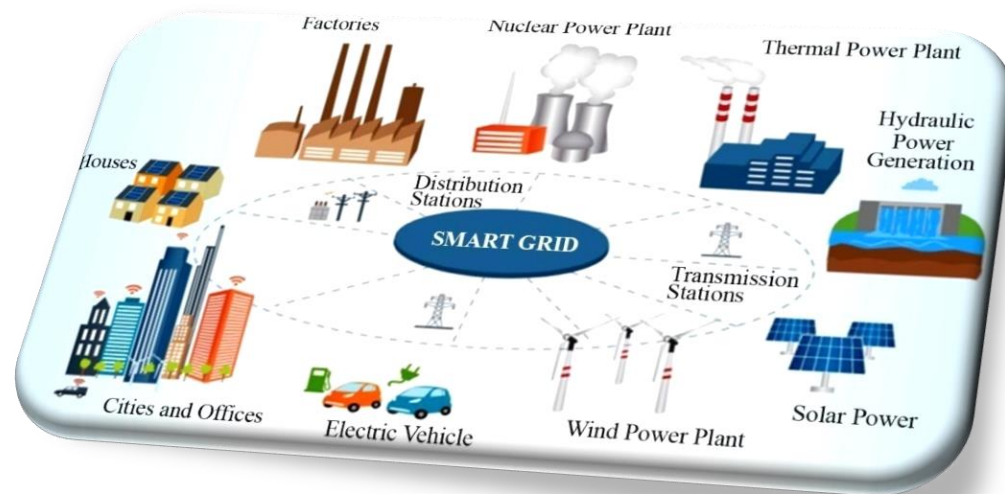 Factories
Nuclear Power Plant
Thermal Power Plant
Hydraulic
Power
Generation
Houses
Distribution
Stations
SMART GRID
Transmission
Stations
Cities and Offices
Electric Vehicle
Wind Power Plant
Solar Power